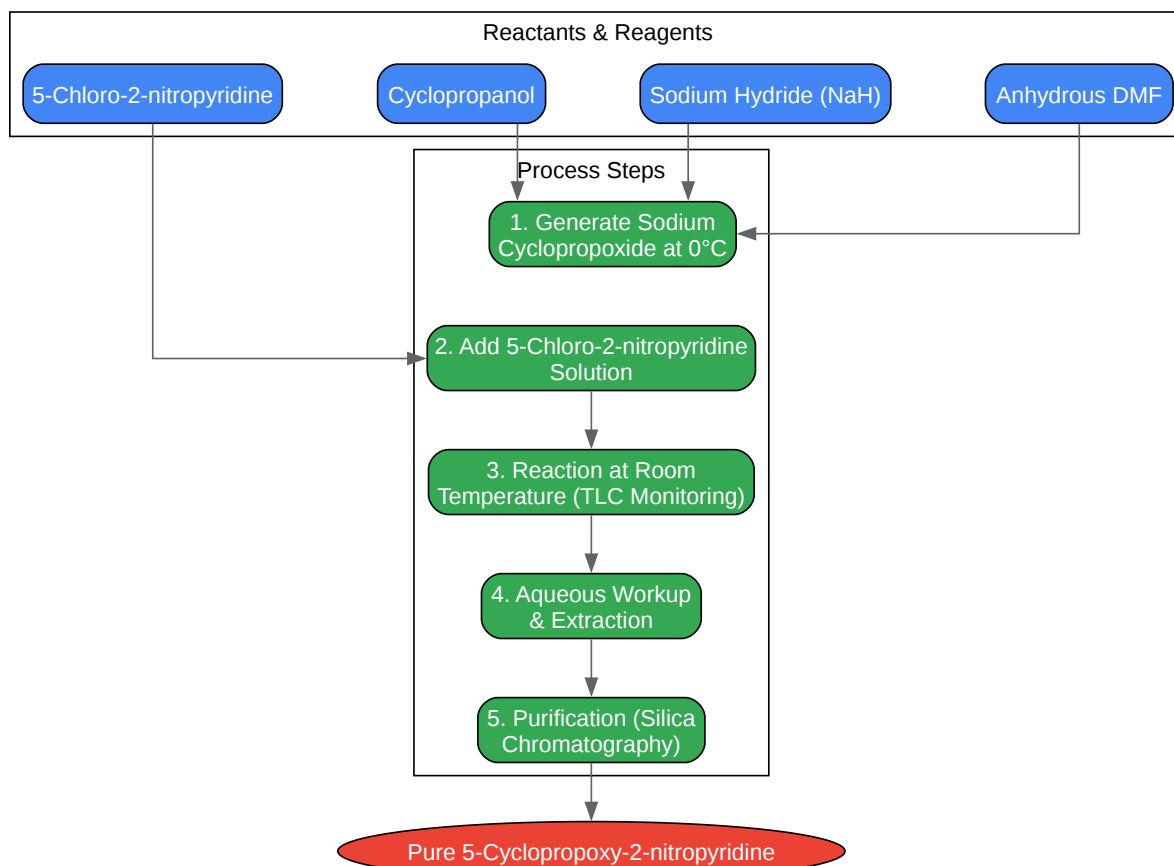 Reactants & Reagents
5-Chloro-2-nitropyridine
Cyclopropanol
Sodium Hydride (NaH)
Anhydrous DMF
Process Steps
1. Generate Sodium
Cyclopropoxide at 0°C
2. Add 5-Chloro-2-nitropyridine
Solution
3. Reaction at Room
Temperature (TLC Monitoring)
4. Aqueous Workup
& Extraction
5. Purification (Silica
Chromatography)
Pure 5-Cyclopropoxy-2-nitropyridine